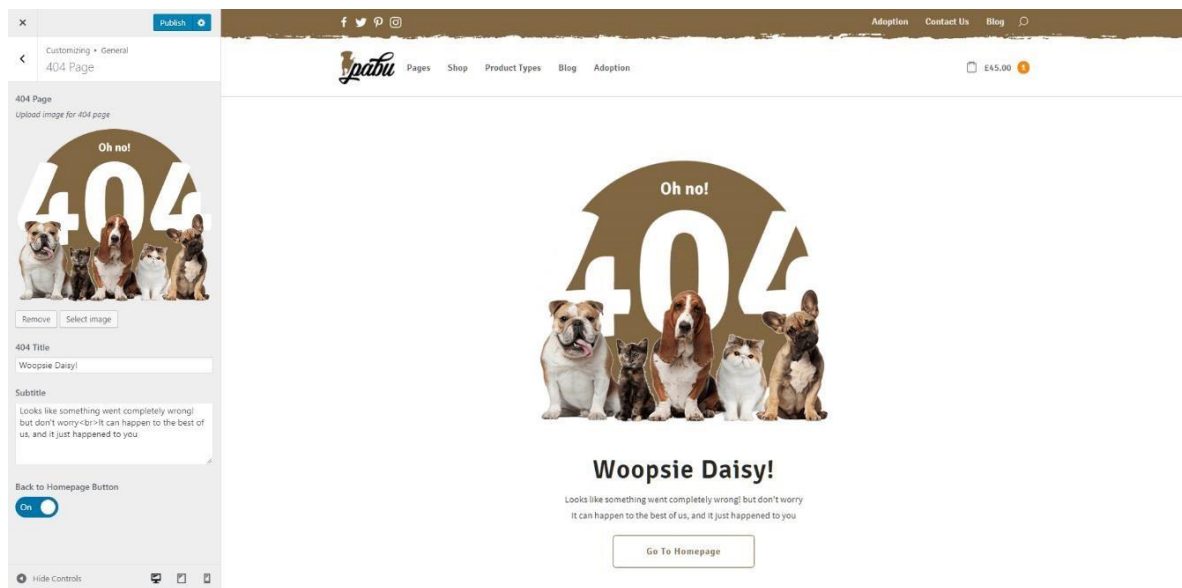 Publish
Customizing • General
404 Page
404 Page
Upload image for 404 page
Oh no!
404
Remove
Select image
404 Title
Woopsie Daisy!
Subtitle
Looks like something went completely wrong!
but don't worry<br>It can happen to the best of
us, and it just happened to you
Back to Homepage Button
On
Hide Controls
Adoption Contact Us Blog
pabu
Pages Shop Product Types Blog Adoption
£45.00 1
Oh no!
404
Woopsie Daisy!
Looks like something went completely wrong! but don't worry
It can happen to the best of us, and it just happened to you
Go To Homepage